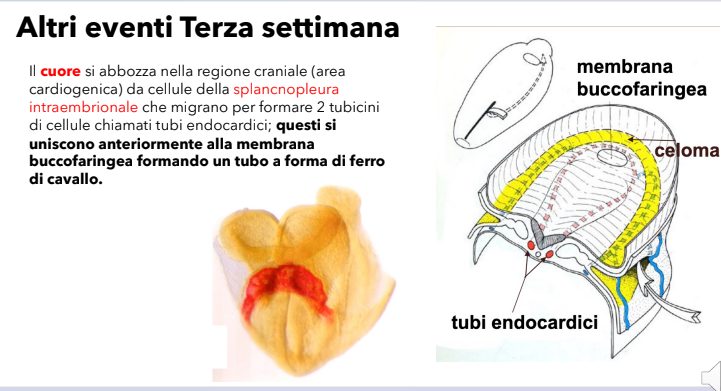 Altri eventi Terza settimana
Il cuore si abbozza nella regione craniale (area
cardiogenica) da cellule della splancnopleura
intraembrionale che migrano per formare 2 tubicini
di cellule chiamati tubi endocardici; questi si
uniscono anteriormente alla membrana
buccofaringea formando un tubo a forma di ferro
di cavallo.
membrana
buccofaringea
celoma
tubi endocardici